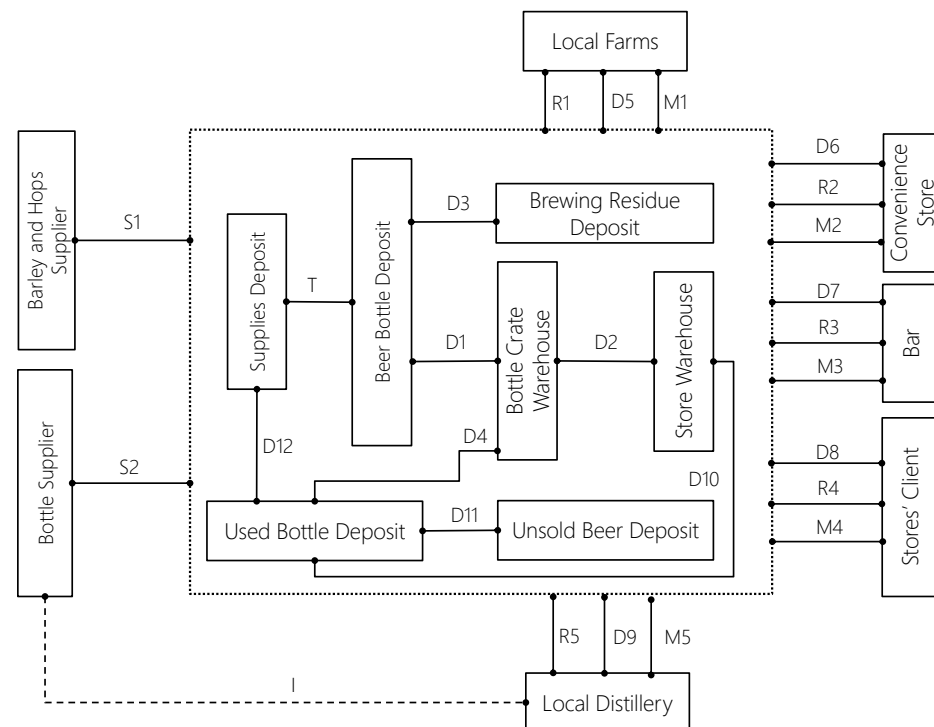 Local Farms
R1
D5
M1
Barley and Hops
Supplier
S1
Bottle Supplier
S2
Supplies Deposit
T
Beer Bottle Deposit
D3
Brewing Residue
Deposit
D1
Bottle Crate
Warehouse
D2
Store Warehouse
D4
D12
D10
Used Bottle Deposit
D11
Unsold Beer Deposit
D6
R2
M2
Convenience
Store
D7
R3
M3
Bar
D8
R4
M4
Stores' Client
R5
D9
M5
I
Local Distillery